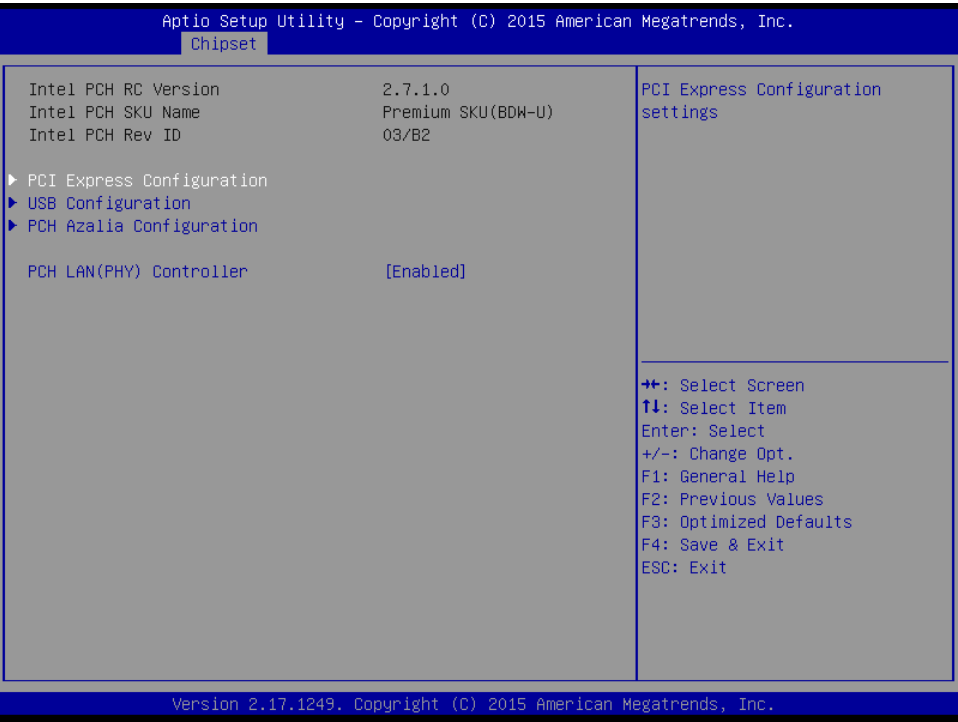 Aptio Setup Utility – Copyright (C) 2015 American Megatrends, Inc.
Chipset
Intel PCH RC Version 2.7.1.0
Intel PCH SKU Name Premium SKU(BDW-U)
Intel PCH Rev ID 03/B2
▶ PCI Express Configuration
▶ USB Configuration
▶ PCH Azalia Configuration
PCH LAN(PHY) Controller [Enabled]
PCI Express Configuration
settings
→←: Select Screen
↑↓: Select Item
Enter: Select
+/-: Change Opt.
F1: General Help
F2: Previous Values
F3: Optimized Defaults
F4: Save & Exit
ESC: Exit
Version 2.17.1249. Copyright (C) 2015 American Megatrends, Inc.